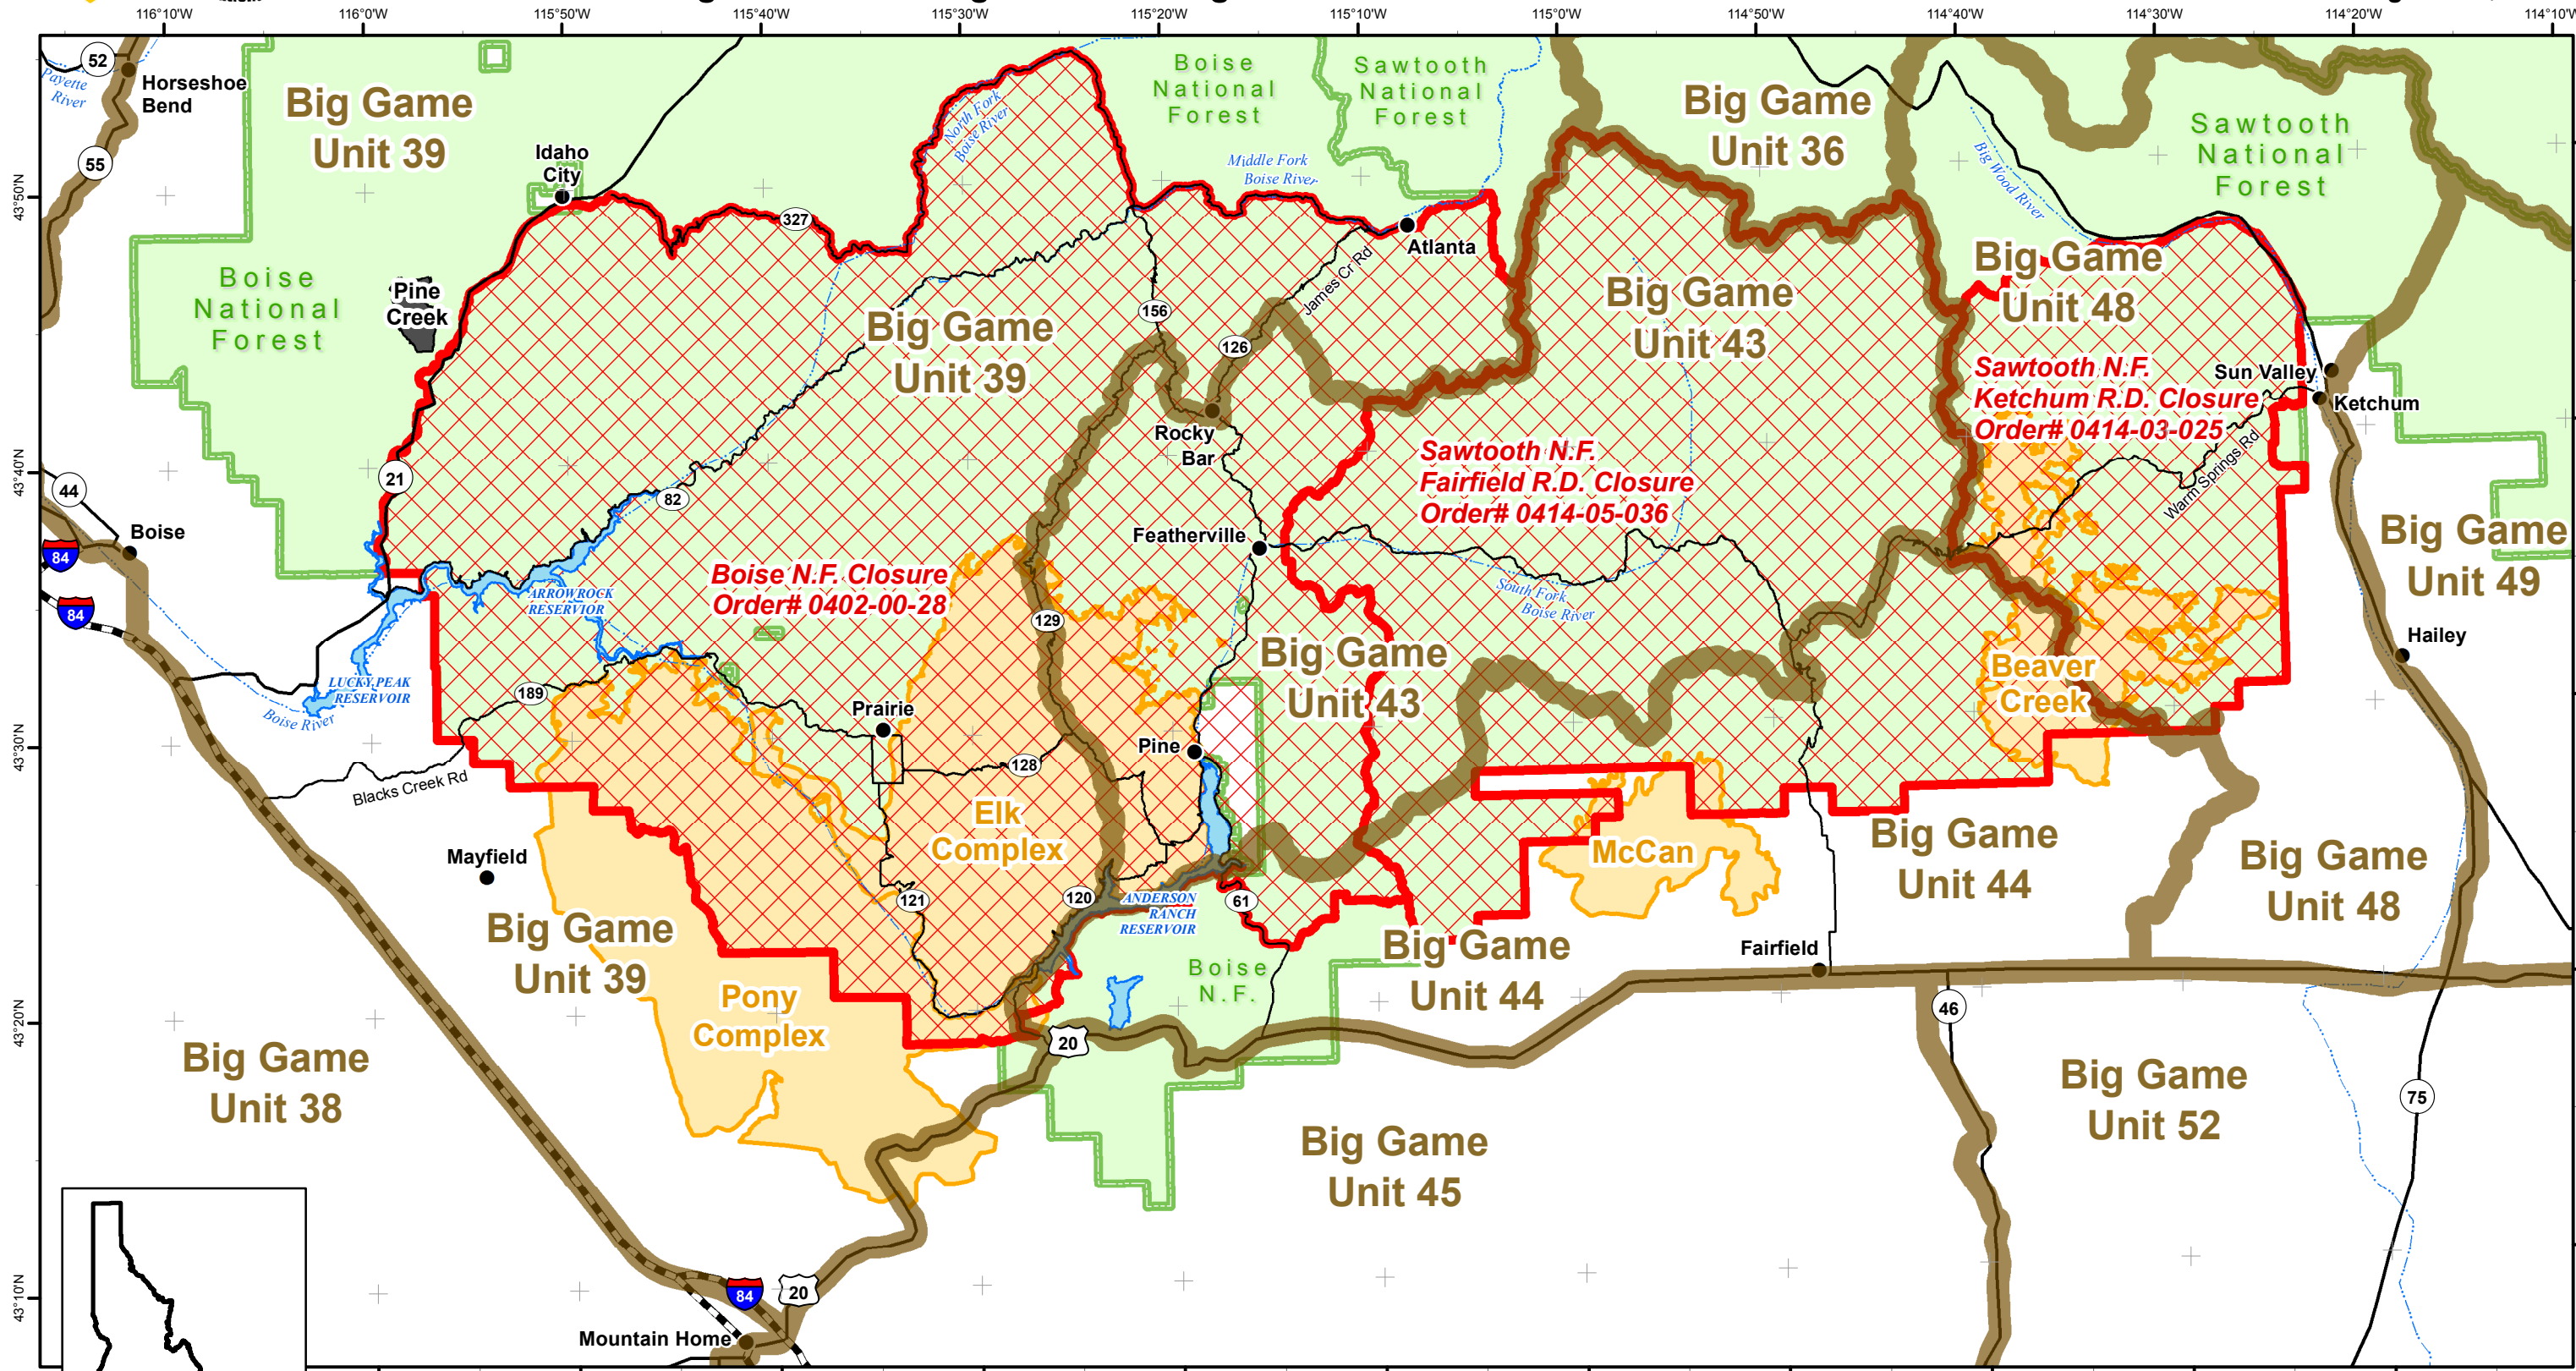 116°10'W
116°0'W
115°50'W
115°40'W
115°30'W
115°20'W
115°10'W
115°0'W
114°50'W
114°40'W
114°30'W
114°20'W
114°10'W
43°50'N
43°40'N
43°30'N
43°20'N
43°10'N
52
Payette
River
Horseshoe
Bend
55
Big Game
Unit 39
Idaho
City
Boise
National
Forest
Pine
Creek
327
North Fork
Boise River
Boise
National
Forest
Sawtooth
National
Forest
Middle Fork
Boise River
Atlanta
James Cr Rd
Big Game
Unit 36
Big Wood River
Sawtooth
National
Forest
Big Game
Unit 39
156
126
Big Game
Unit 43
Big Game
Unit 48
Sawtooth N.F.
Ketchum R.D. Closure
Order# 0414-03-025
Sun Valley
Ketchum
Warm Springs Rd
Rocky
Bar
Sawtooth N.F.
Fairfield R.D. Closure
Order# 0414-05-036
21
44
82
Boise
84
84
Featherville
Big Game
Unit 49
Boise N.F. Closure
Order# 0402-00-28
ARROWROCK
RESERVIOR
South Fork
Boise River
129
Hailey
LUCKY PEAK
RESERVOIR
Boise River
189
Big Game
Unit 43
Beaver
Creek
Prairie
Pine
Blacks Creek Rd
128
Elk
Complex
McCan
Big Game
Unit 44
Big Game
Unit 48
Mayfield
121
120
ANDERSON
RANCH
RESERVOIR
61
Big Game
Unit 39
Big Game
Unit 44
Fairfield
Boise
N.F.
Pony
Complex
20
46
Big Game
Unit 38
Big Game
Unit 52
75
Big Game
Unit 45
84
20
Mountain Home